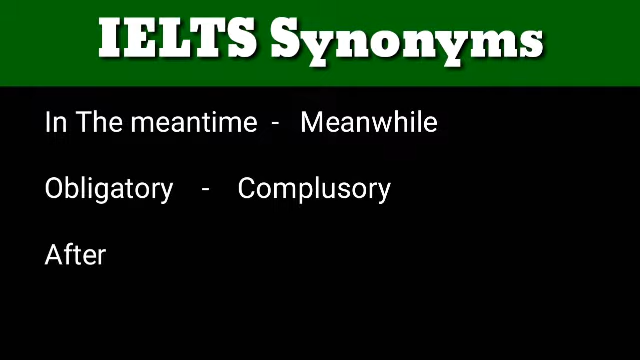 IELTS Synonyms
In The meantime - Meanwhile
Obligatory - Complusory
After